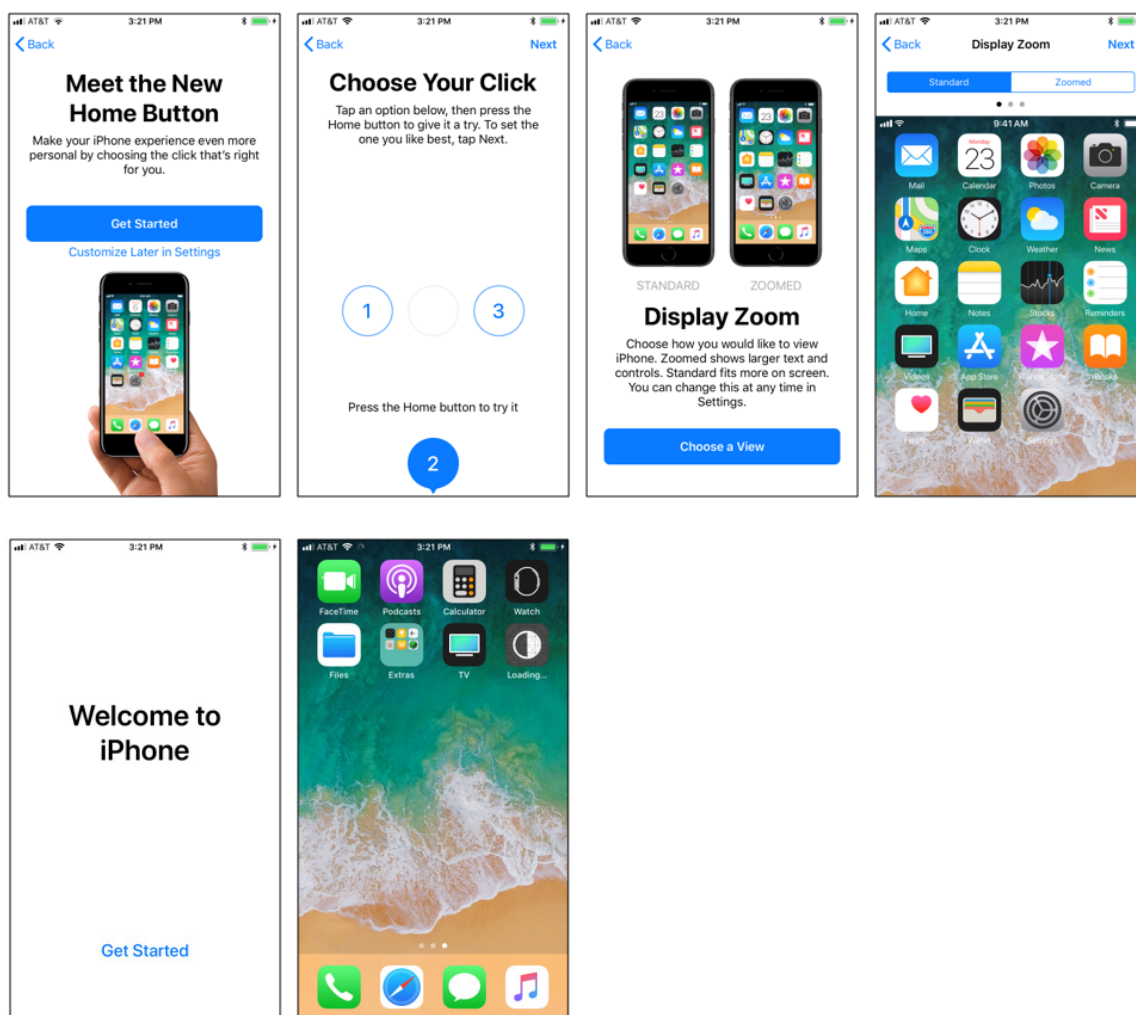 AT&T 3:21 PM
Back
Meet the New
Home Button
Make your iPhone experience even more
personal by choosing the click that's right
for you.
Get Started
Customize Later in Settings
AT&T 3:21 PM
Back Next
Choose Your Click
Tap an option below, then press the
Home button to give it a try. To set the
one you like best, tap Next.
1 3
Press the Home button to try it
2
AT&T 3:21 PM
Back
STANDARD ZOOMED
Display Zoom
Choose how you would like to view
iPhone. Zoomed shows larger text and
controls. Standard fits more on screen.
You can change this at any time in
Settings.
Choose a View
AT&T 3:21 PM
Back Display Zoom Next
Standard Zoomed
9:41 AM
Monday
23
Mail Calendar Photos Camera
280
Maps Clock Weather News
Home Notes Stocks Reminders
Videos App Store iTunes Store iBooks
Health Wallet Settings
AT&T 3:21 PM
Welcome to
iPhone
Get Started
AT&T 3:21 PM
FaceTime Podcasts Calculator Watch
Files Extras TV Loading...